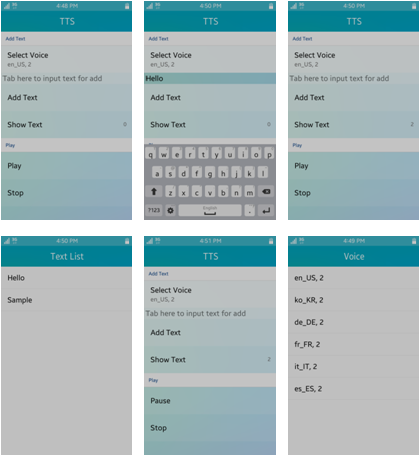 4:48 PM
TTS
Add Text
Select Voice
en_US, 2
Tab here to input text for add
Add Text
Show Text 0
Play
Play
Stop
4:50 PM
TTS
Add Text
Select Voice
en_US, 2
Hello
Add Text
Show Text 0
q w e r t y u i o p
a s d f g h j k l
z x c v b n m
?123 English .
4:50 PM
TTS
Add Text
Select Voice
en_US, 2
Tab here to input text for add
Add Text
Show Text 2
Play
Play
Stop
4:50 PM
Text List
Hello
Sample
4:51 PM
TTS
Add Text
Select Voice
en_US, 2
Tab here to input text for add
Add Text
Show Text 2
Play
Pause
Stop
4:49 PM
Voice
en_US, 2
ko_KR, 2
de_DE, 2
fr_FR, 2
it_IT, 2
es_ES, 2